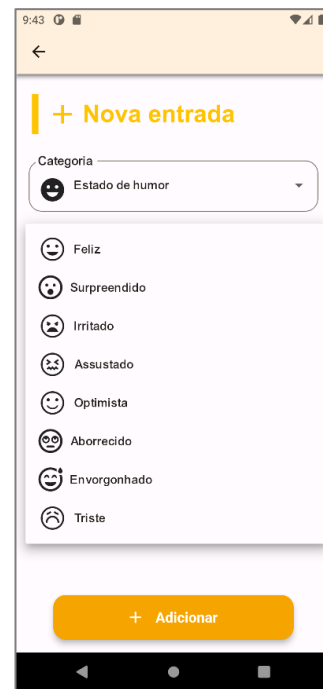 9:43
+ Nova entrada
Categoria
Estado de humor
Feliz
Surpreendido
Irritado
Assustado
Optimista
Aborrecido
Envorgonhado
Triste
+ Adicionar